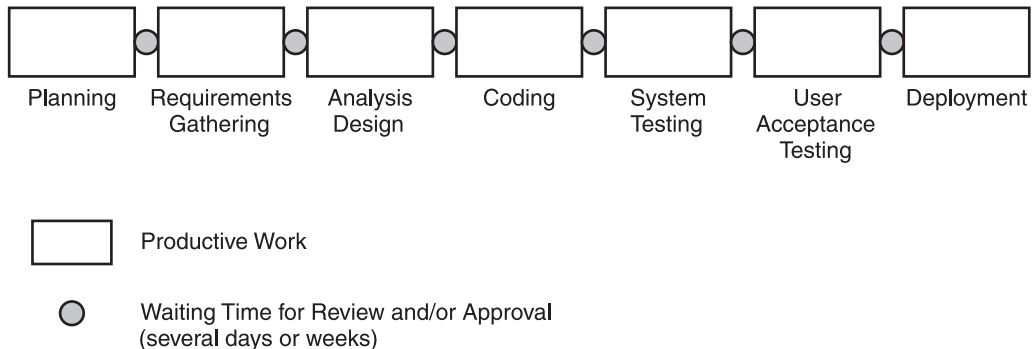 Planning
Requirements
Gathering
Analysis
Design
Coding
System
Testing
User
Acceptance
Testing
Deployment
Productive Work
Waiting Time for Review and/or Approval
(several days or weeks)